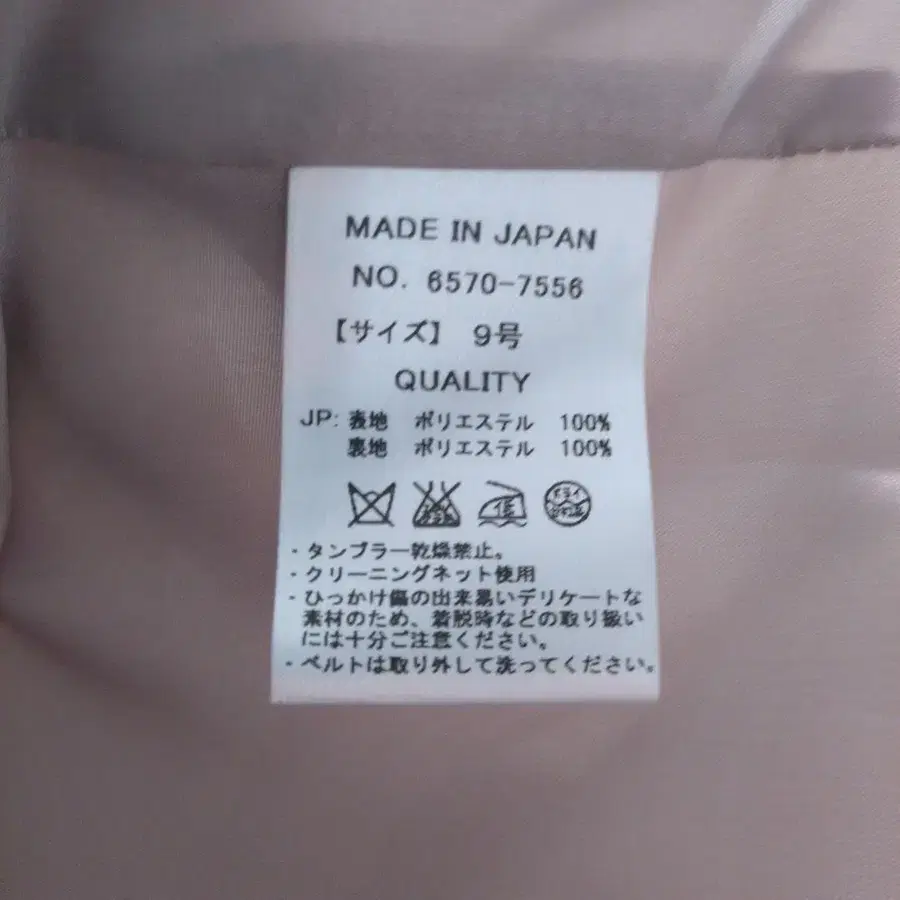 MADE IN JAPAN
NO. 6570-7556
【サイズ】 9号
QUALITY
JP: 表地 ポリエステル 100%
裏地 ポリエステル 100%
低 ドライ
・タンブラー乾燥禁止。
・クリーニングネット使用
・ひっかけ傷の出来易いデリケートな
素材のため、着脱時などの取り扱い
には十分ご注意ください。
・ベルトは取り外して洗ってください。